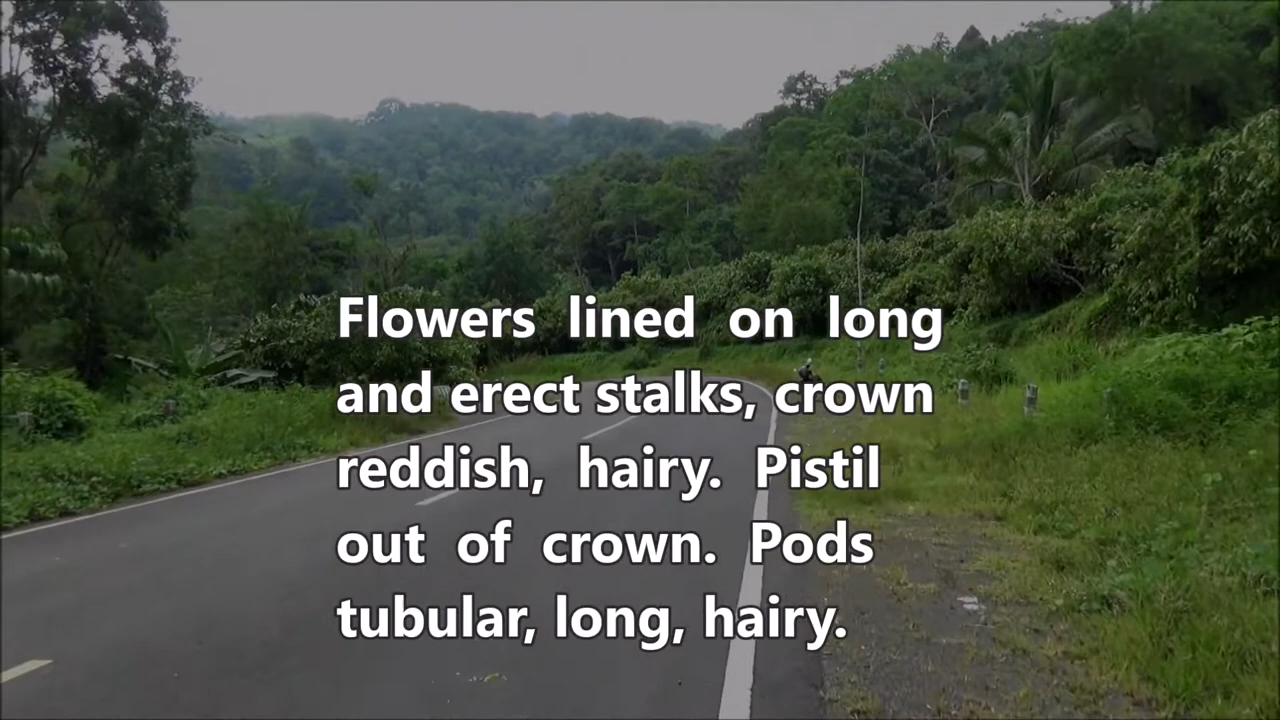 Flowers lined on long
and erect stalks, crown
reddish, hairy. Pistil
out of crown. Pods
tubular, long, hairy.